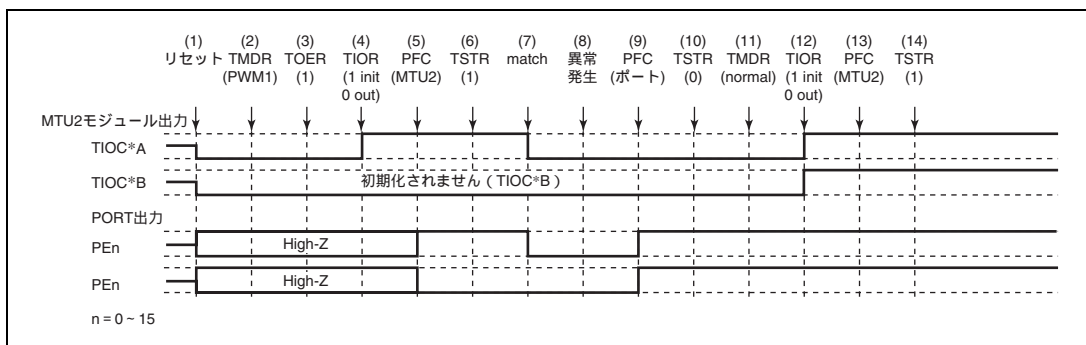 (1) (2) (3) (4) (5) (6) (7) (8) (9) (10) (11) (12) (13) (14)
リセット TMDR TOER TIOR PFC TSTR match 異常 PFC TSTR TMDR TIOR PFC TSTR
(PWM1) (1) (1 init (MTU2) (1) 発生 (ポート) (0) (normal) (1 init (MTU2) (1)
0 out) 0 out)
MTU2モジュール出力
TIOC*A
TIOC*B 初期化されません(TIOC*B)
PORT出力
PEn High-Z
PEn High-Z
n = 0 ~ 15